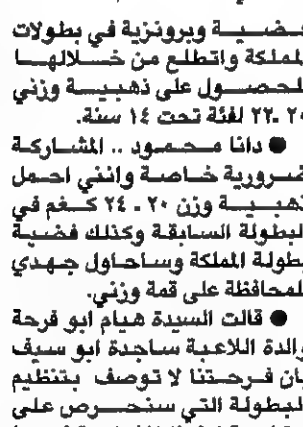 فضية وبرونزية في بطولات
المملكة واتطلع من خلالها
للحصول على ذهبية وزني
٢٠ -٢٢ لفئة تحت ١٤ سنة.
● دانا محمود .. المشاركة
ضرورية خاصة وانني احمل
ذهبية وزن ٢٠ - ٢٤ كغم في
البطولة السابقة وكذلك فضية
بطولة المملكة وساحاول جهدي
للمحافظة على قمة وزني.
● قالت السيدة هيام ابو فرحة
والدة اللاعبة ساجدة ابو سيف
بان فرحتنا لا توصف بتنظيم
البطولة التي سنحرص على